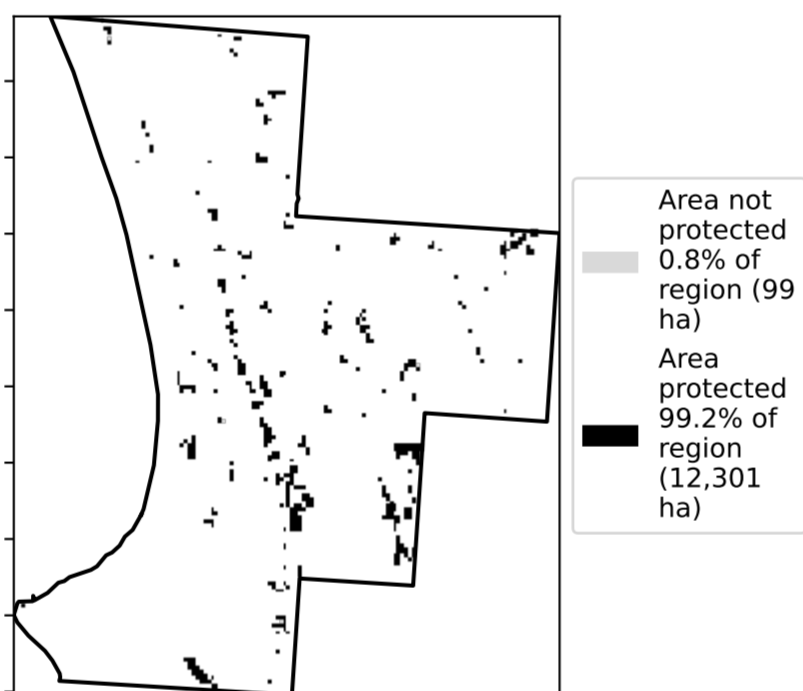 Area not
protected
0.8% of
region (99
ha)
Area
protected
99.2% of
region
(12,301
ha)